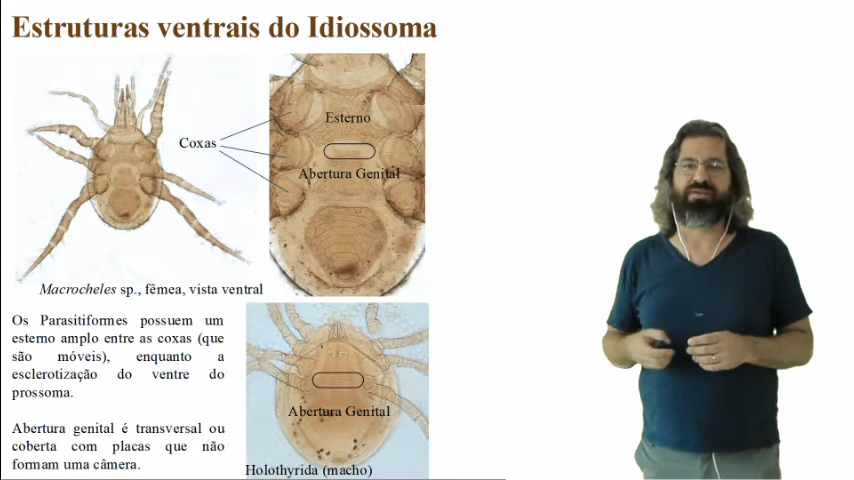 Estruturas ventrais do Idiossoma
Esterno
Coxas
Abertura Genital
Macrocheles sp., fêmea, vista ventral
Os Parasitiformes possuem um
esterno amplo entre as coxas (que
são móveis), enquanto a
esclerotização do ventre do
prossoma.
Abertura genital é transversal ou
coberta com placas que não
formam uma câmera.
Abertura Genital
Holothyrida (macho)